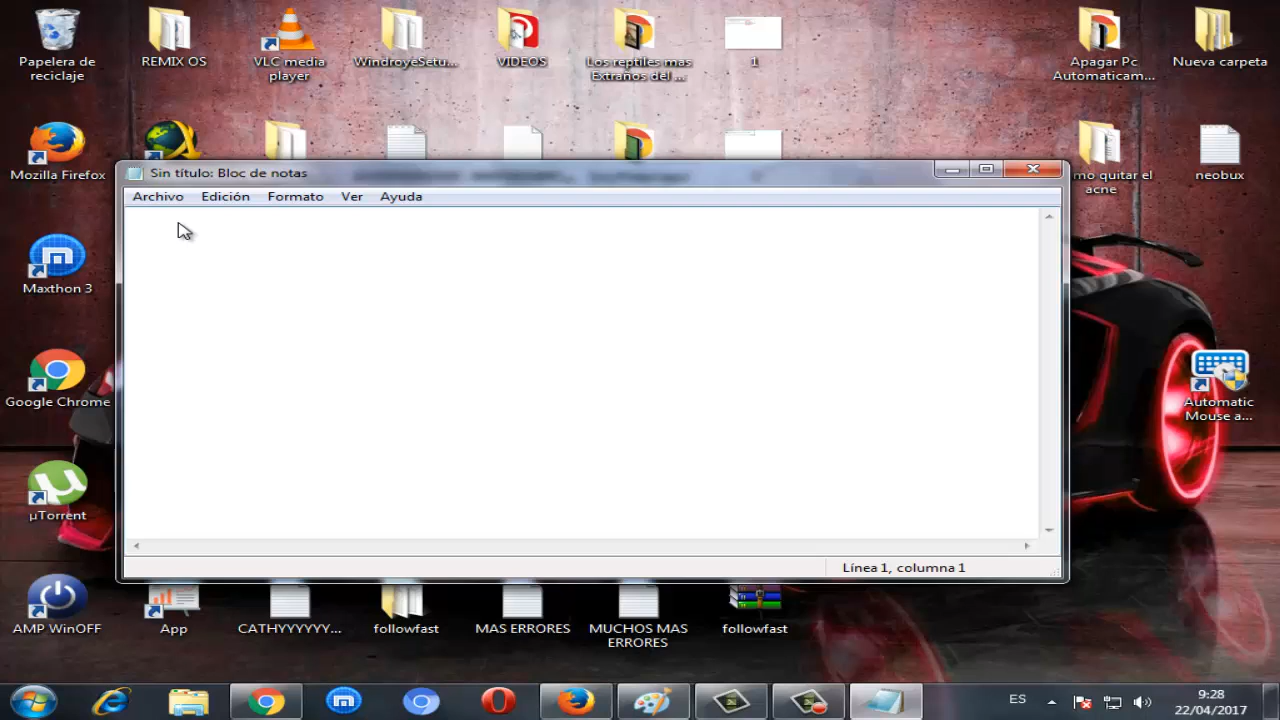 Papelera de
reciclaje
REMIX OS
VLC media
player
WindroyeSetu...
VIDEOS
Los reptiles mas
Extraños del ...
1
Apagar Pc
Automaticam...
Nueva carpeta
Mozilla Firefox
mo quitar el
acne
neobux
Sin título: Bloc de notas
Archivo Edición Formato Ver Ayuda
Maxthon 3
Google Chrome
Automatic
Mouse a...
µTorrent
Línea 1, columna 1
AMP WinOFF
App
CATHYYYYYY...
followfast
MAS ERRORES
MUCHOS MAS
ERRORES
followfast
ES
9:28
22/04/2017